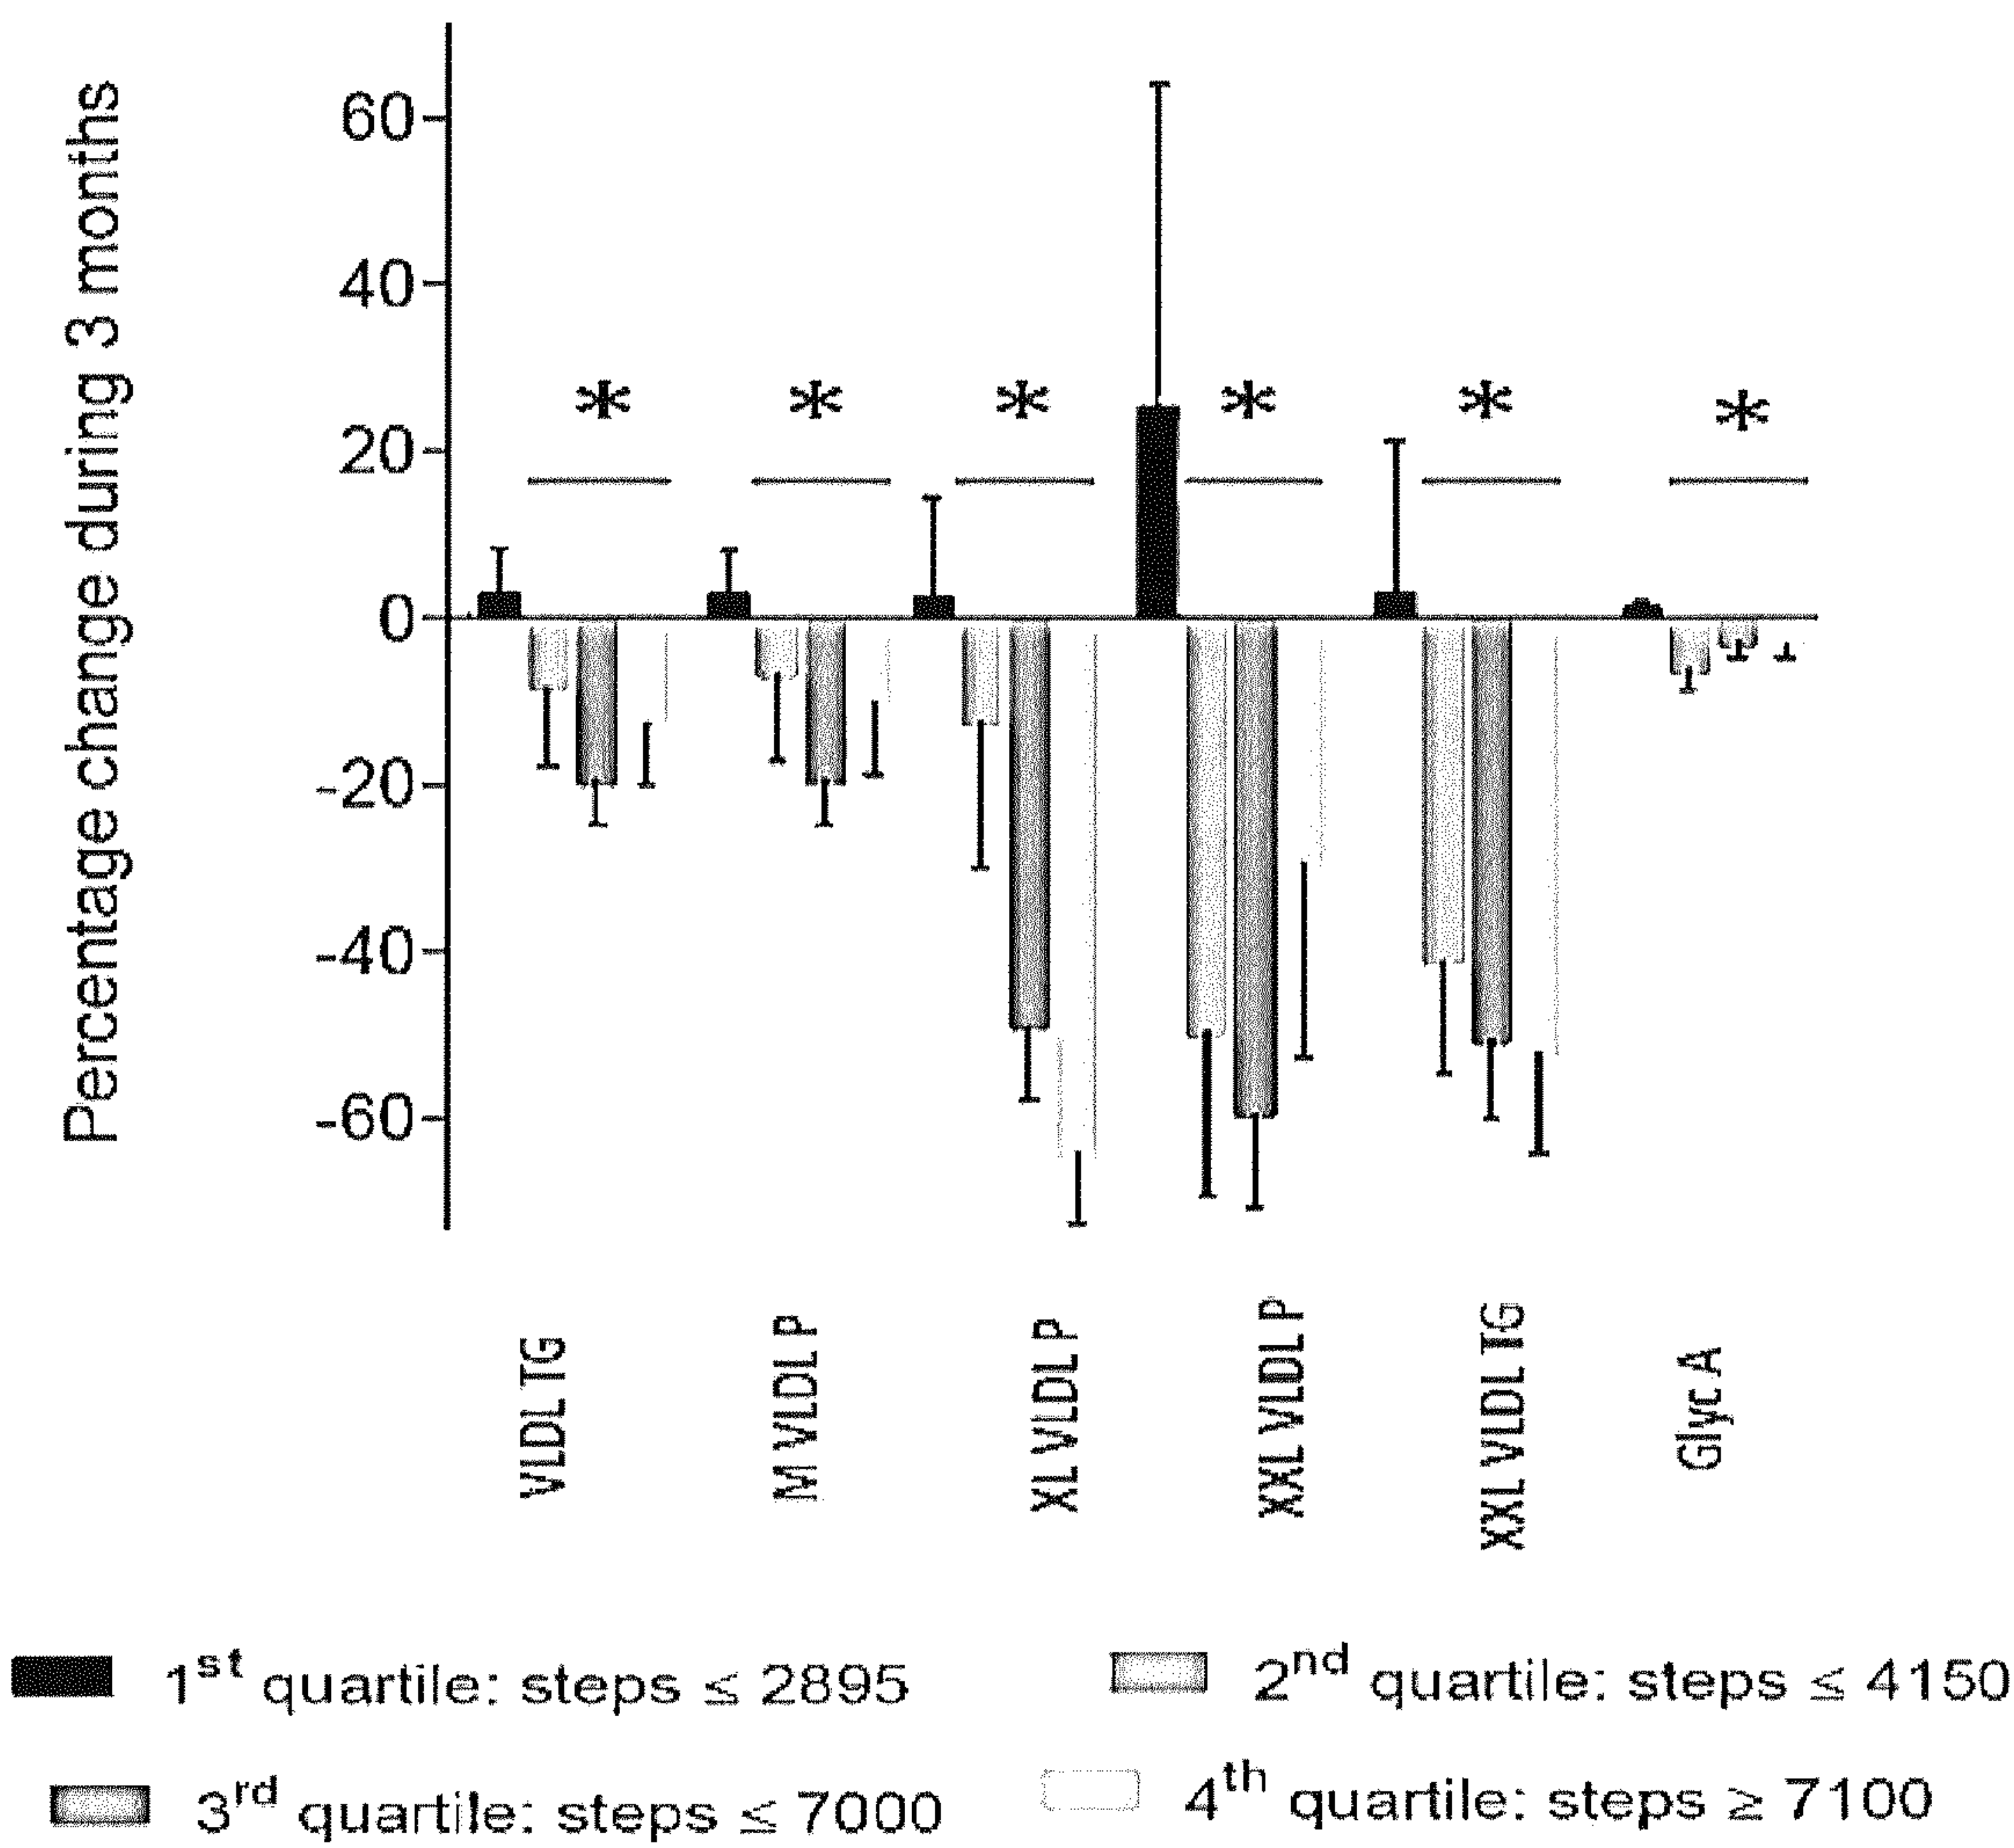 Percentage change during 3 months
60
40
20
0
-20
-40
-60
* * * * * *
VLDL TG
M VLDL P
XL VLDL P
XXL VLDL P
XXL VLDL TG
Glyc A
1st quartile: steps ≤ 2895
2nd quartile: steps ≤ 4150
3rd quartile: steps ≤ 7000
4th quartile: steps ≥ 7100